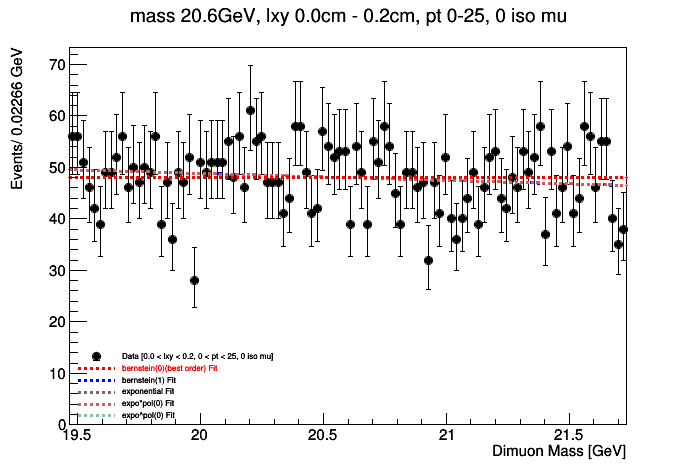 mass 20.6GeV, lxy 0.0cm - 0.2cm, pt 0-25, 0 iso mu
Events/ 0.02266 GeV
70
60
50
40
30
20
10
0
Data [0.0 < lxy < 0.2, 0 < pt < 25, 0 iso mu]
bernstein(0)(best order) Fit
bernstein(1) Fit
exponential Fit
expo*pol(0) Fit
expo^pol(0) Fit
19.5 20 20.5 21 21.5
Dimuon Mass [GeV]